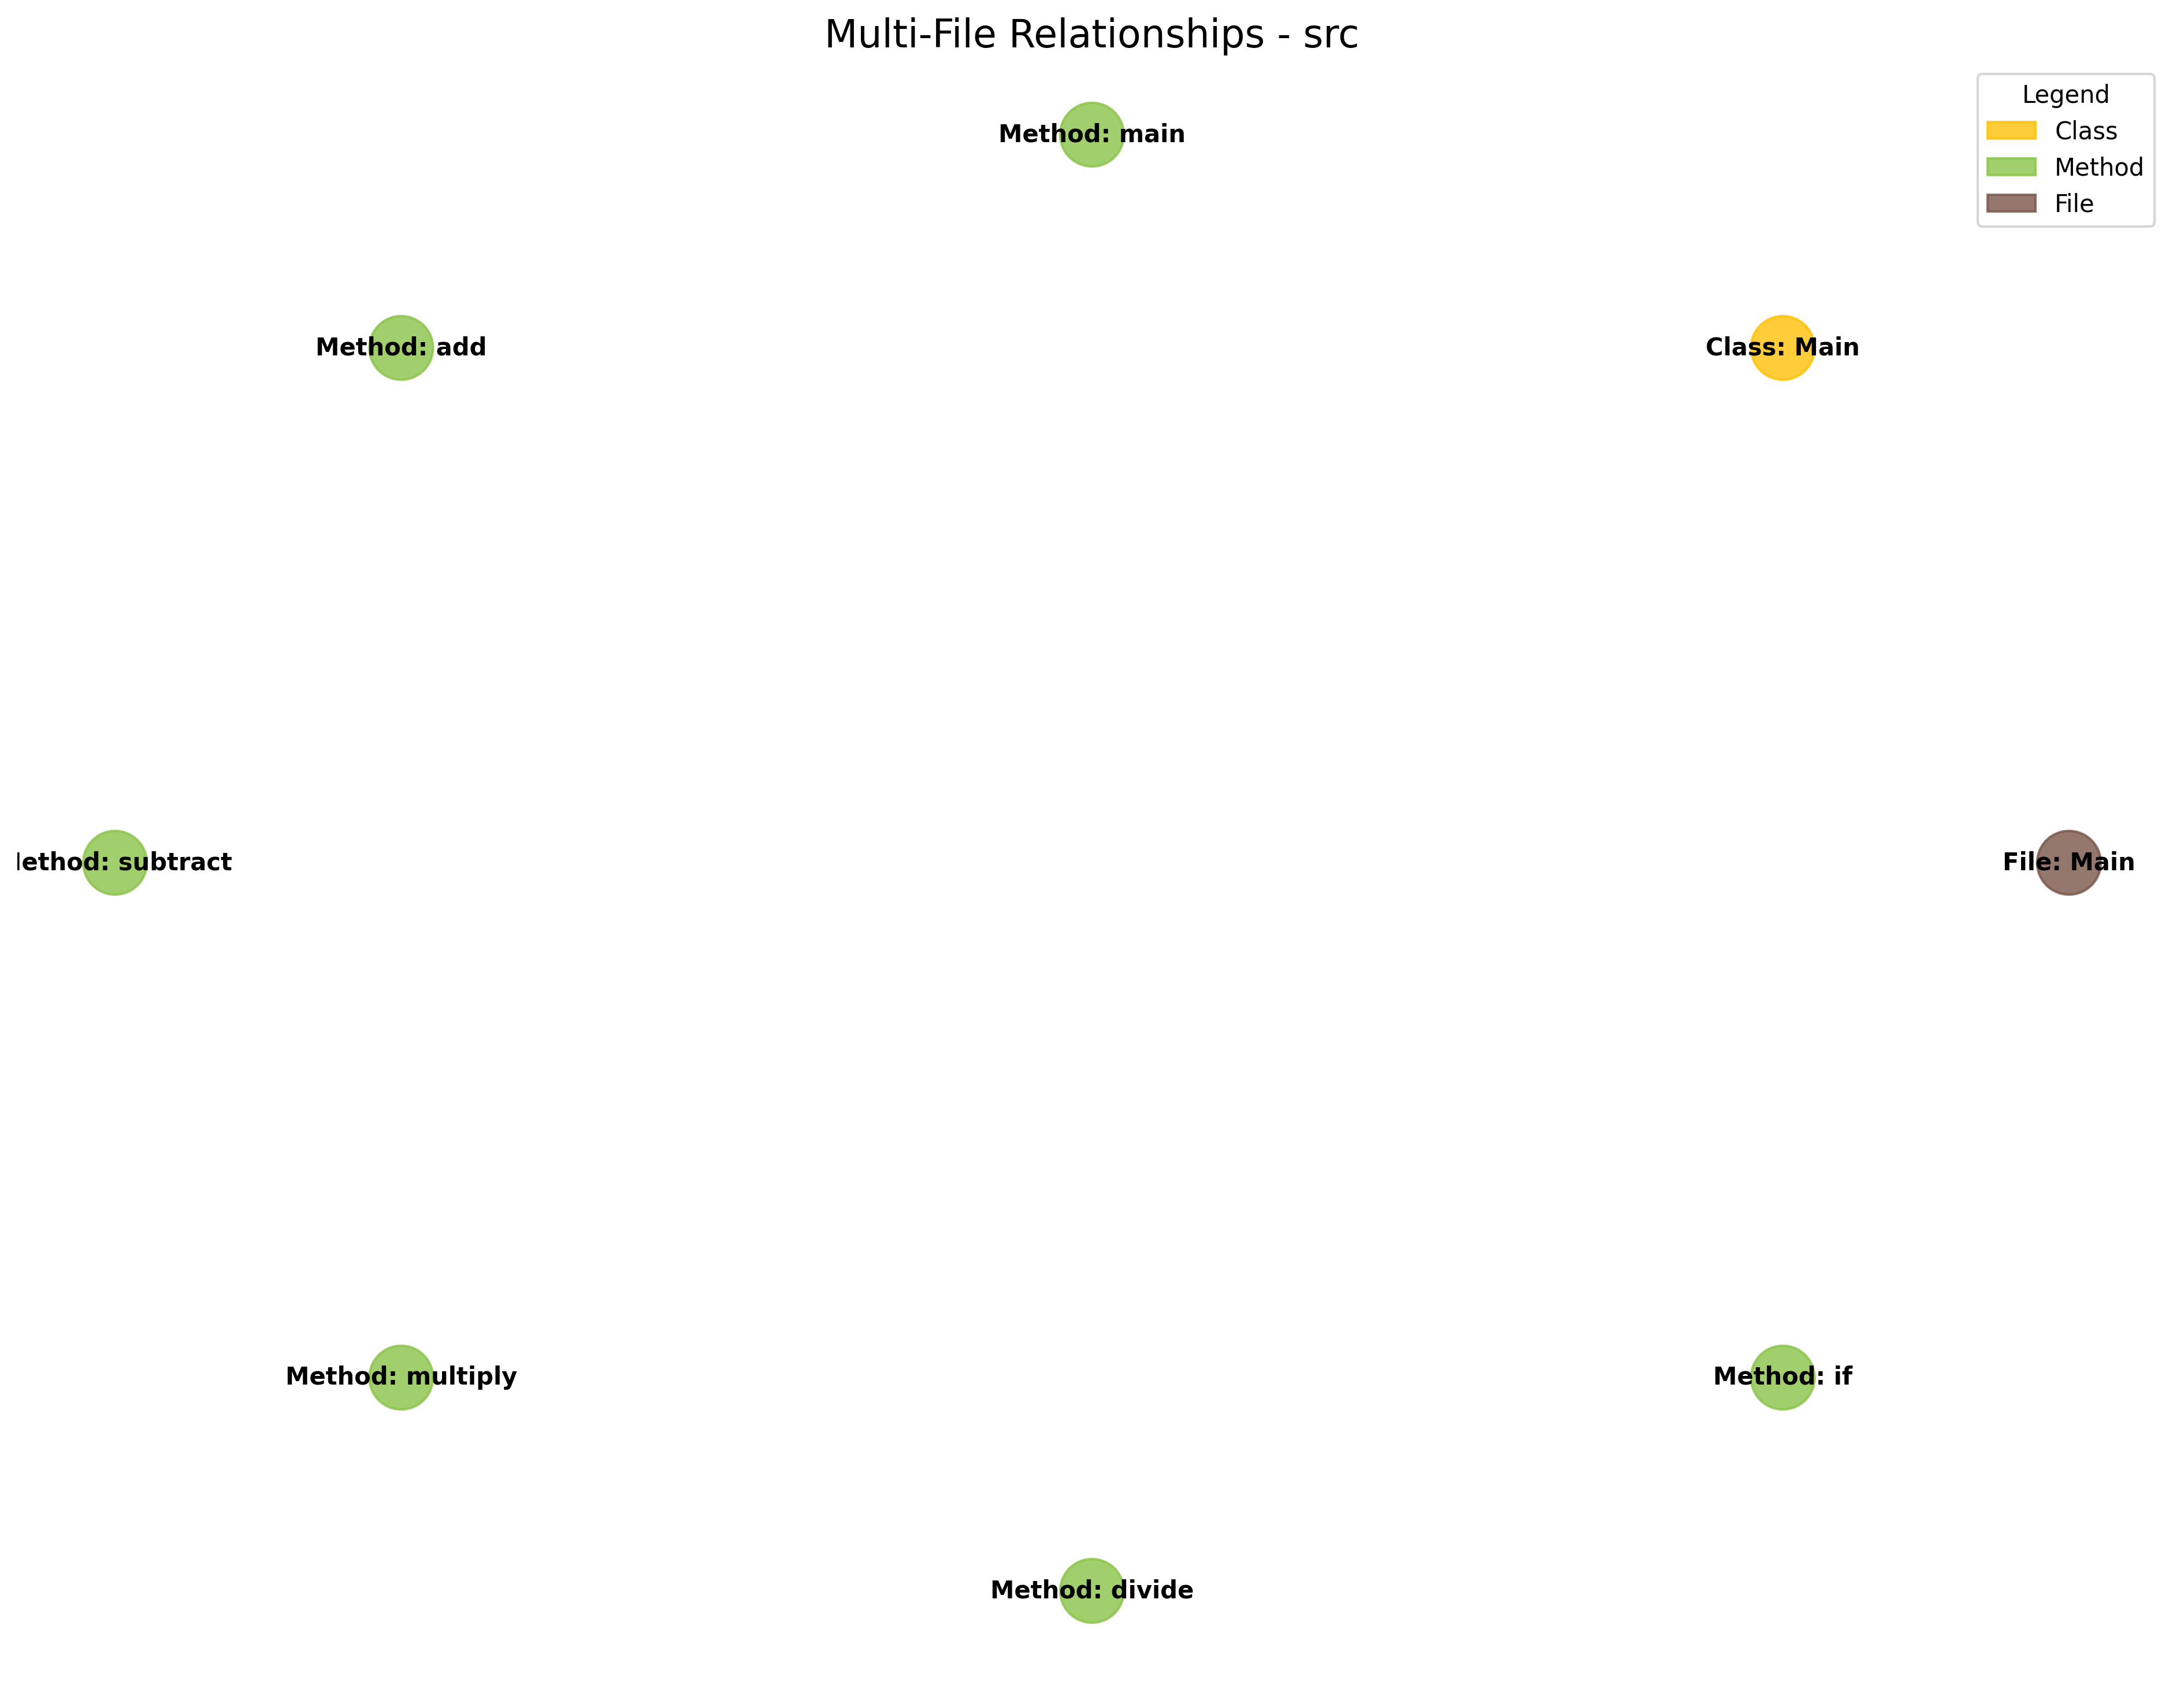 Multi-File Relationships - src
Legend
Class
Method
File
Method: main
Method: add
Class: Main
ethod: subtract
File: Main
Method: multiply
Method: if
Method: divide